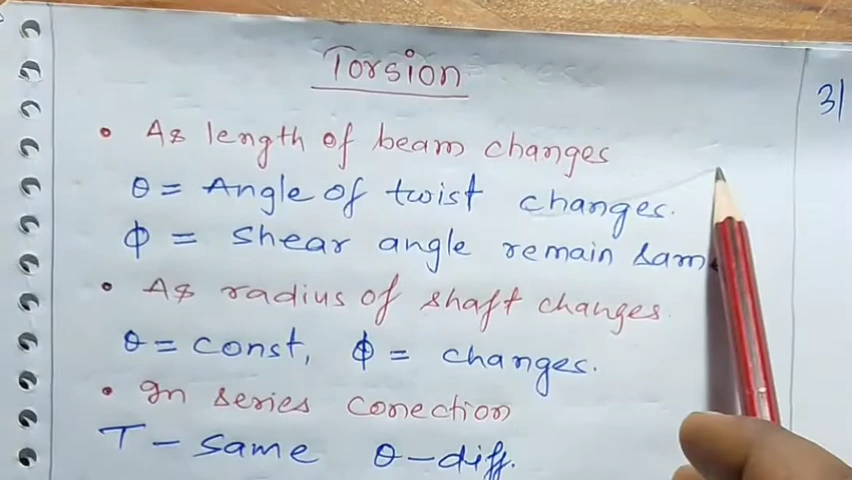 Torsion
31
• As length of beam changes
θ = Angle of twist changes.
ϕ = shear angle remain sam
• As radius of shaft changes.
θ = const, ϕ = changes.
• In series conection
T - same θ - diff.